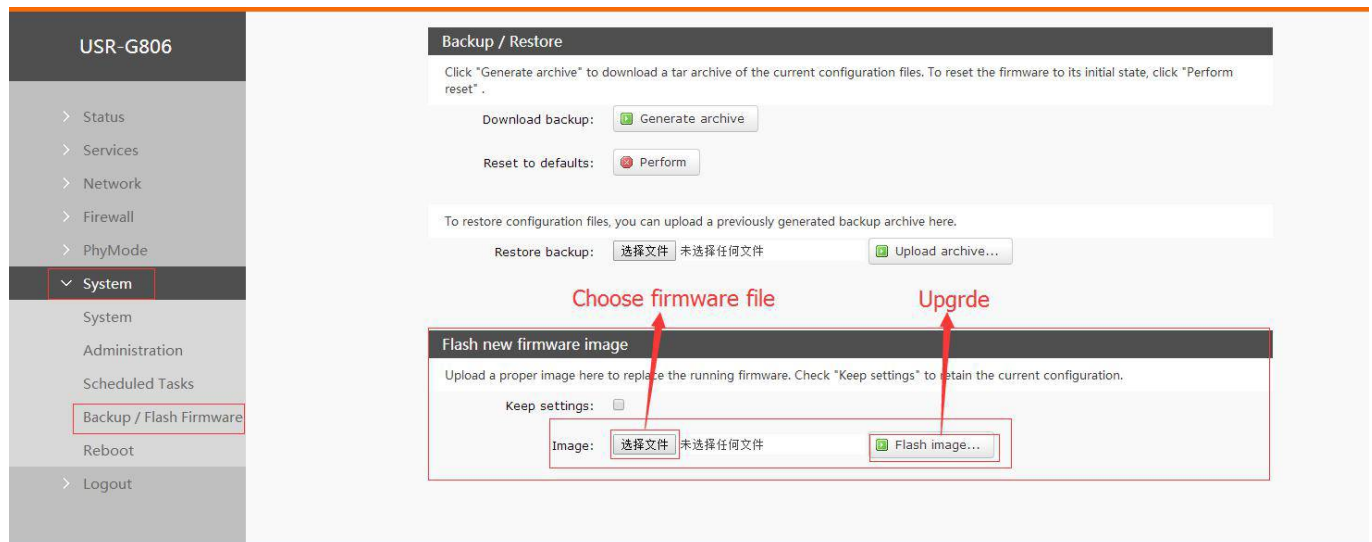 USR-G806
Status
Services
Network
Firewall
PhyMode
System
System
Administration
Scheduled Tasks
Backup / Flash Firmware
Reboot
Logout
Backup / Restore
Click "Generate archive" to download a tar archive of the current configuration files. To reset the firmware to its initial state, click "Perform
reset" .
Download backup: Generate archive
Reset to defaults: Perform
To restore configuration files, you can upload a previously generated backup archive here.
Restore backup: 选择文件 未选择任何文件 Upload archive...
Choose firmware file Upgrde
Flash new firmware image
Upload a proper image here to replace the running firmware. Check "Keep settings" to retain the current configuration.
Keep settings:
Image: 选择文件 未选择任何文件 Flash image...